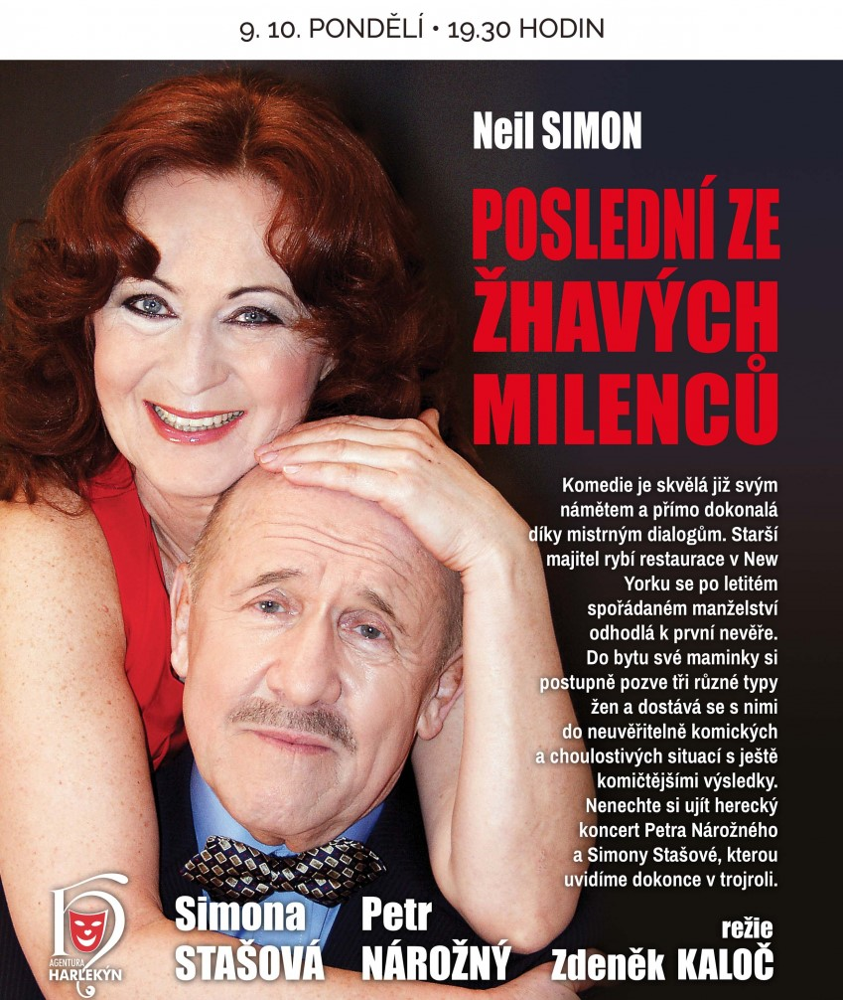 9. 10. PONDĚLÍ • 19.30 HODIN
Neil SIMON
POSLEDNÍ ZE
ŽHAVÝCH
MILENCŮ
Komedie je skvělá již svým
námětem a přímo dokonalá
díky mistrným dialogům. Starší
majitel rybí restaurace v New
Yorku se po letitém
spořádaném manželství
odhodlá k první nevěře.
Do bytu své maminky si
postupně pozve tři různé typy
žen a dostává se s nimi
do neuvěřitelně komických
a choulostivých situací s ještě
komičtějšími výsledky.
Nenechte si ujít herecký
koncert Petra Nárožného
a Simony Stašové, kterou
uvidíme dokonce v trojroli.
Simona
STAŠOVÁ
Petr
NÁROŽNÝ
režie
Zdeněk KALOČ
AGENTURA
HARLEKÝN